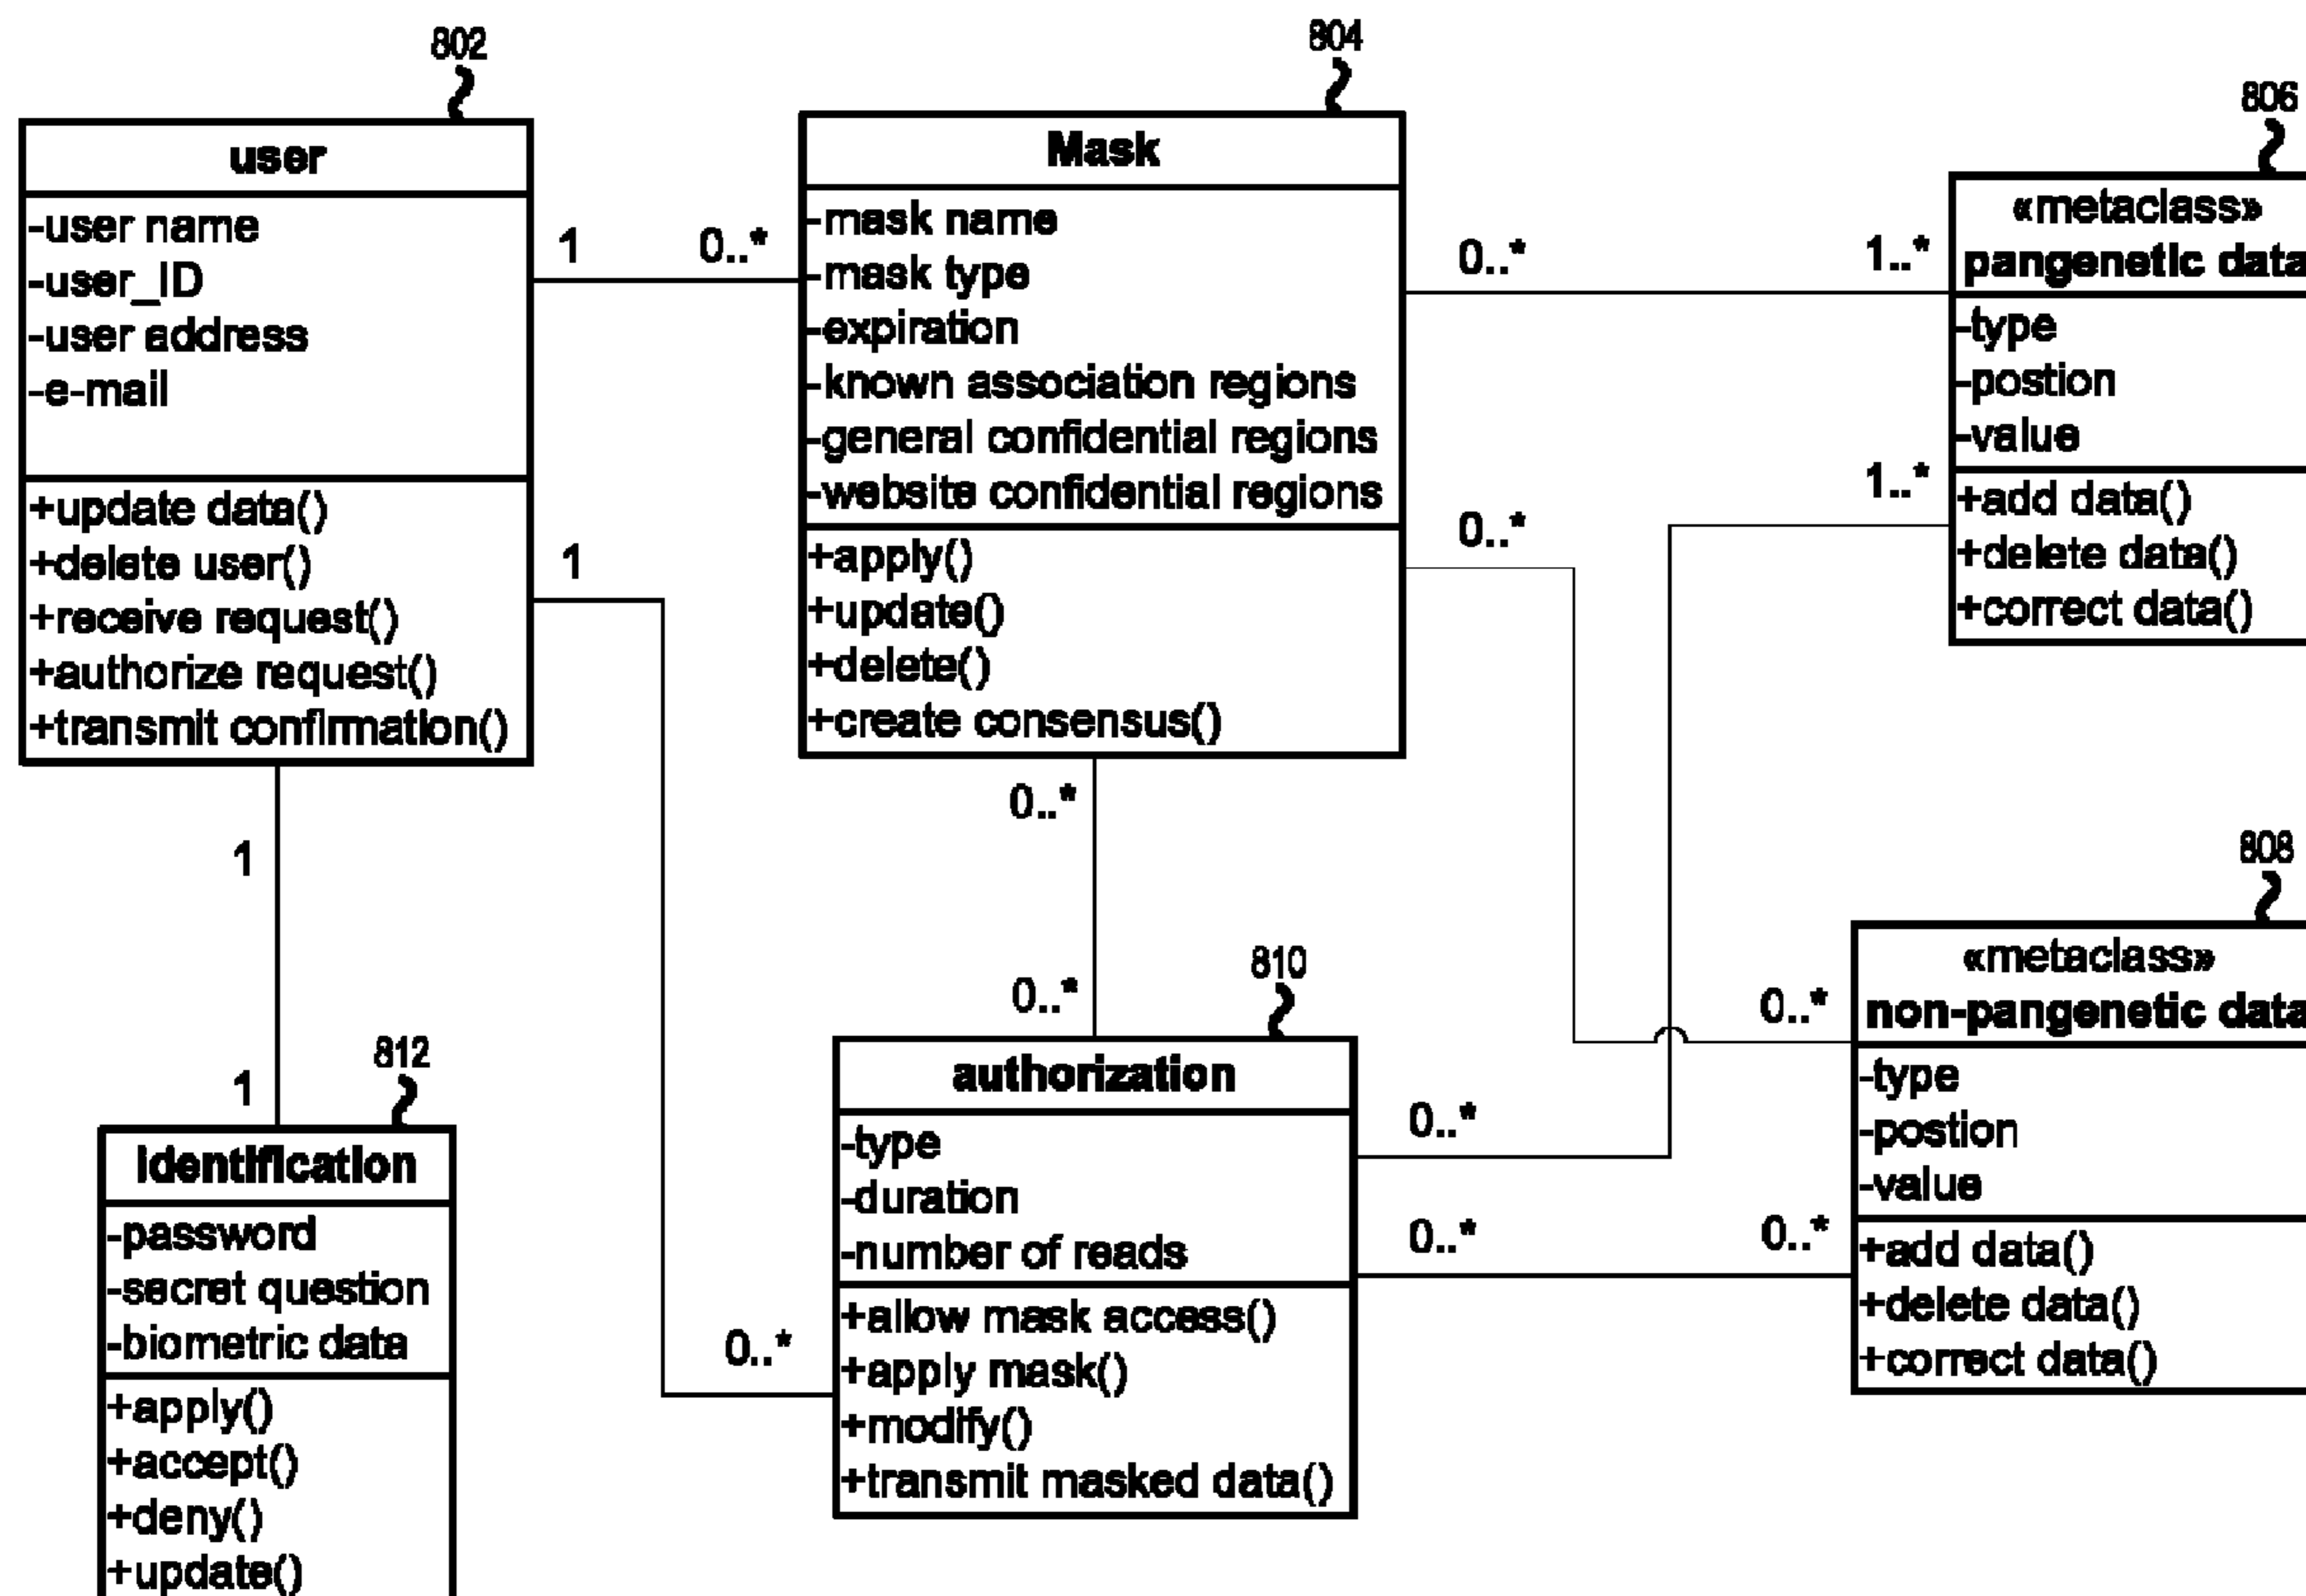 802
user
-user name
-user_ID
-user address
-e-mail
+update data()
+delete user()
+receive request()
+authorize request()
+transmit confirmation()
1
0..*
1
804
Mask
-mask name
-mask type
-expiration
-known association regions
-general confidential regions
-website confidential regions
+apply()
+update()
+delete()
+create consensus()
0..*
1..*
0..*
1..*
806
«metaclass»
pangenetic data
-type
-postion
-value
+add data()
+delete data()
+correct data()
1
1
812
identification
-password
-secret question
-biometric data
+apply()
+accept()
+deny()
+update()
0..*
0..*
0..*
810
authorization
-type
-duration
-number of reads
+allow mask access()
+apply mask()
+modify()
+transmit masked data()
0..*
0..*
0..*
0..*
808
«metaclass»
non-pangenetic data
-type
-postion
-value
+add data()
+delete data()
+correct data()